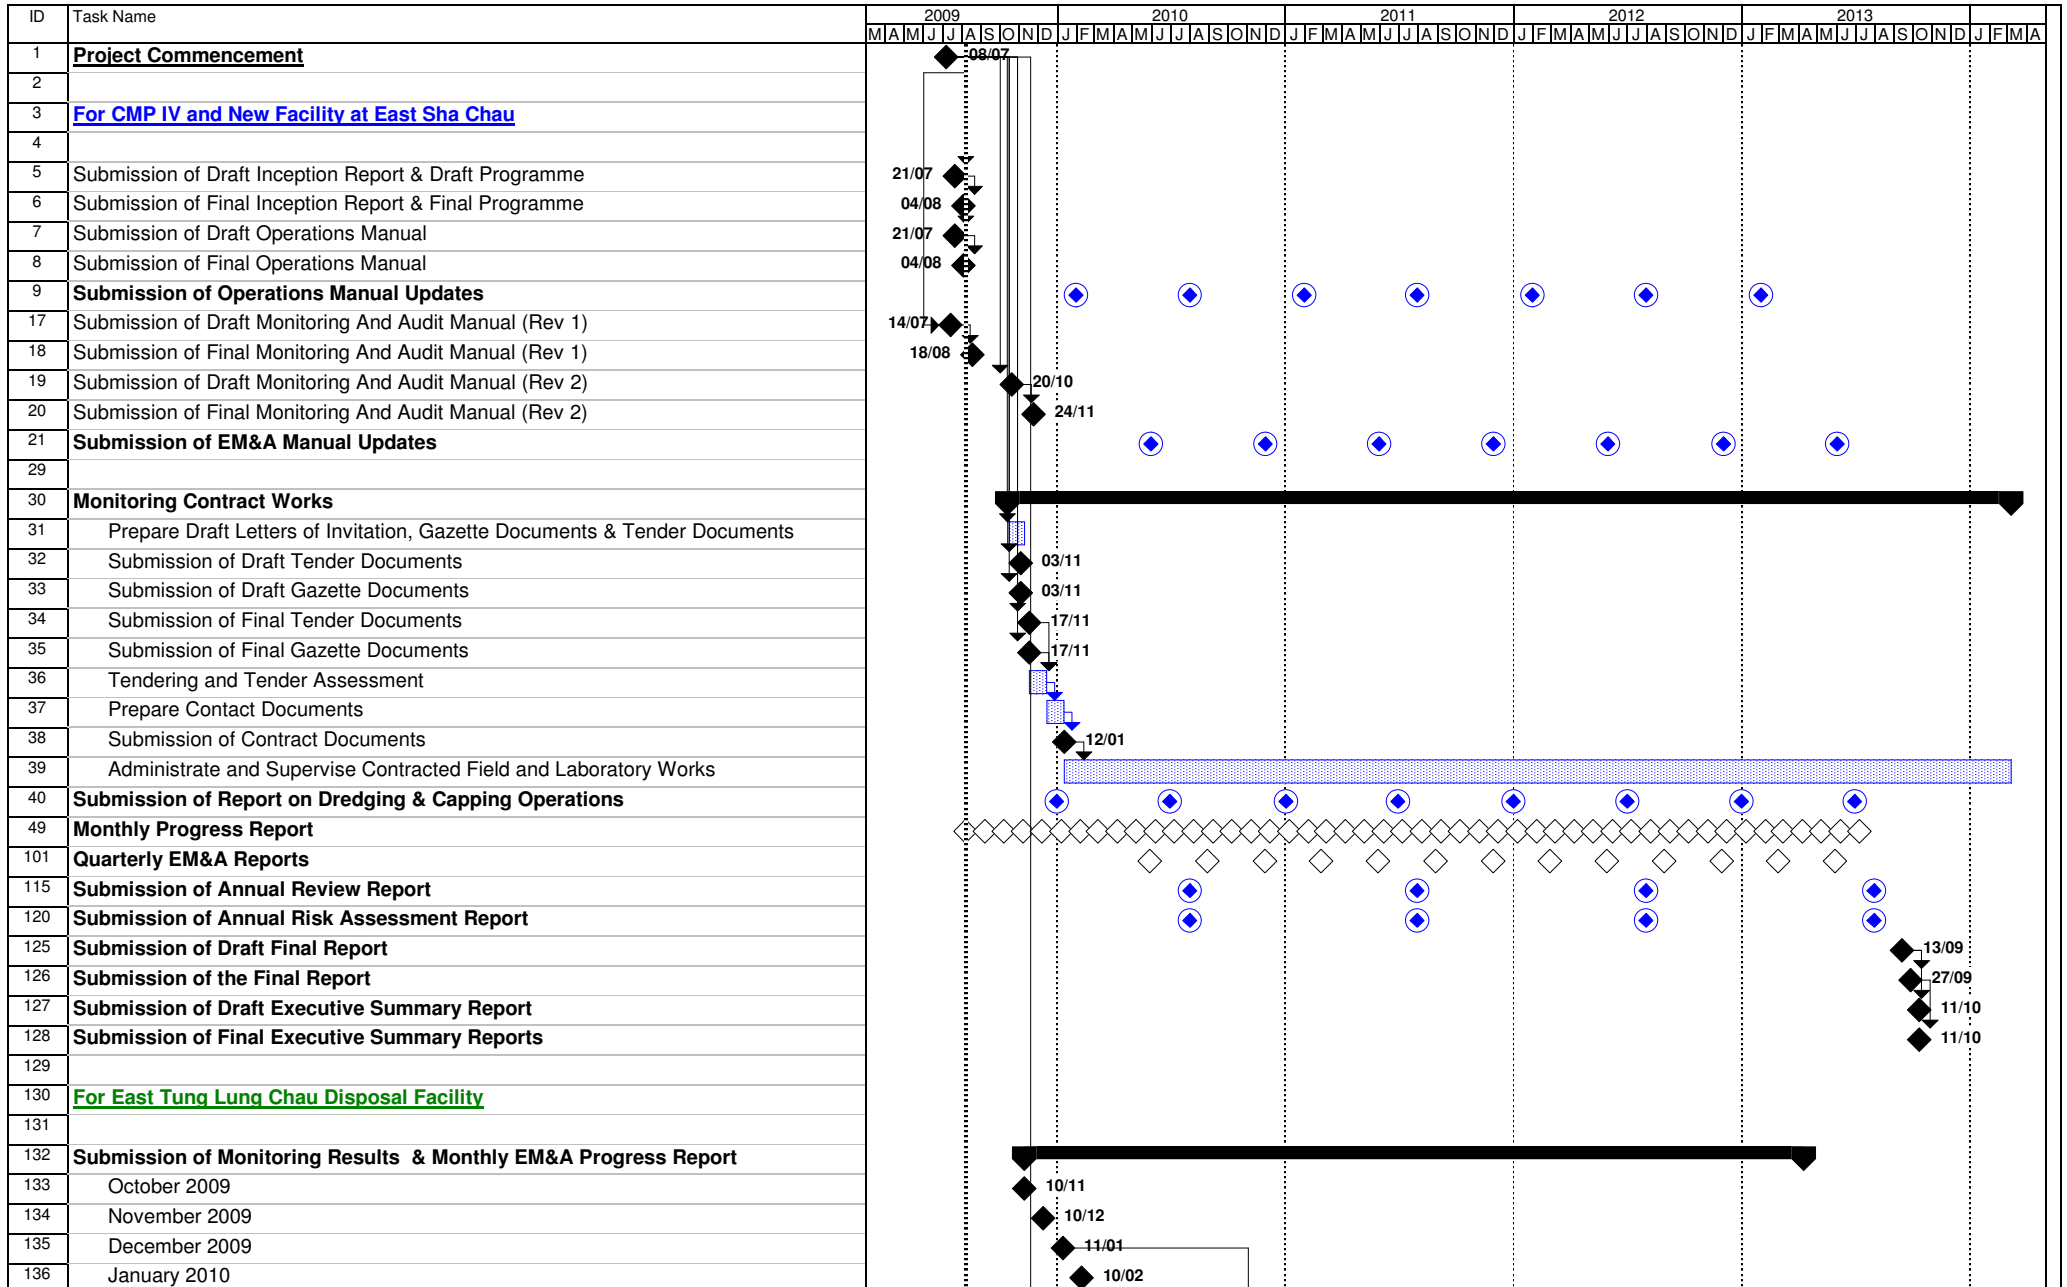 ID Task Name 2009 2010 2011 2012 2013
M A M J J A S O N D J F M A M J J A S O N D J F M A M J J A S O N D J F M A M J J A S O N D J F M A M J J A S O N D J F M A
1 Project Commencement 08/07
2
3 For CMP IV and New Facility at East Sha Chau
4
5 Submission of Draft Inception Report & Draft Programme 21/07
6 Submission of Final Inception Report & Final Programme 04/08
7 Submission of Draft Operations Manual 21/07
8 Submission of Final Operations Manual 04/08
9 Submission of Operations Manual Updates
17 Submission of Draft Monitoring And Audit Manual (Rev 1) 14/07
18 Submission of Final Monitoring And Audit Manual (Rev 1) 18/08
19 Submission of Draft Monitoring And Audit Manual (Rev 2) 20/10
20 Submission of Final Monitoring And Audit Manual (Rev 2) 24/11
21 Submission of EM&A Manual Updates
29
30 Monitoring Contract Works
31 Prepare Draft Letters of Invitation, Gazette Documents & Tender Documents
32 Submission of Draft Tender Documents 03/11
33 Submission of Draft Gazette Documents 03/11
34 Submission of Final Tender Documents 17/11
35 Submission of Final Gazette Documents 17/11
36 Tendering and Tender Assessment
37 Prepare Contact Documents
38 Submission of Contract Documents 12/01
39 Administrate and Supervise Contracted Field and Laboratory Works
40 Submission of Report on Dredging & Capping Operations
49 Monthly Progress Report
101 Quarterly EM&A Reports
115 Submission of Annual Review Report
120 Submission of Annual Risk Assessment Report
125 Submission of Draft Final Report 13/09
126 Submission of the Final Report 27/09
127 Submission of Draft Executive Summary Report 11/10
128 Submission of Final Executive Summary Reports 11/10
129
130 For East Tung Lung Chau Disposal Facility
131
132 Submission of Monitoring Results & Monthly EM&A Progress Report
133 October 2009 10/11
134 November 2009 10/12
135 December 2009 11/01
136 January 2010 10/02